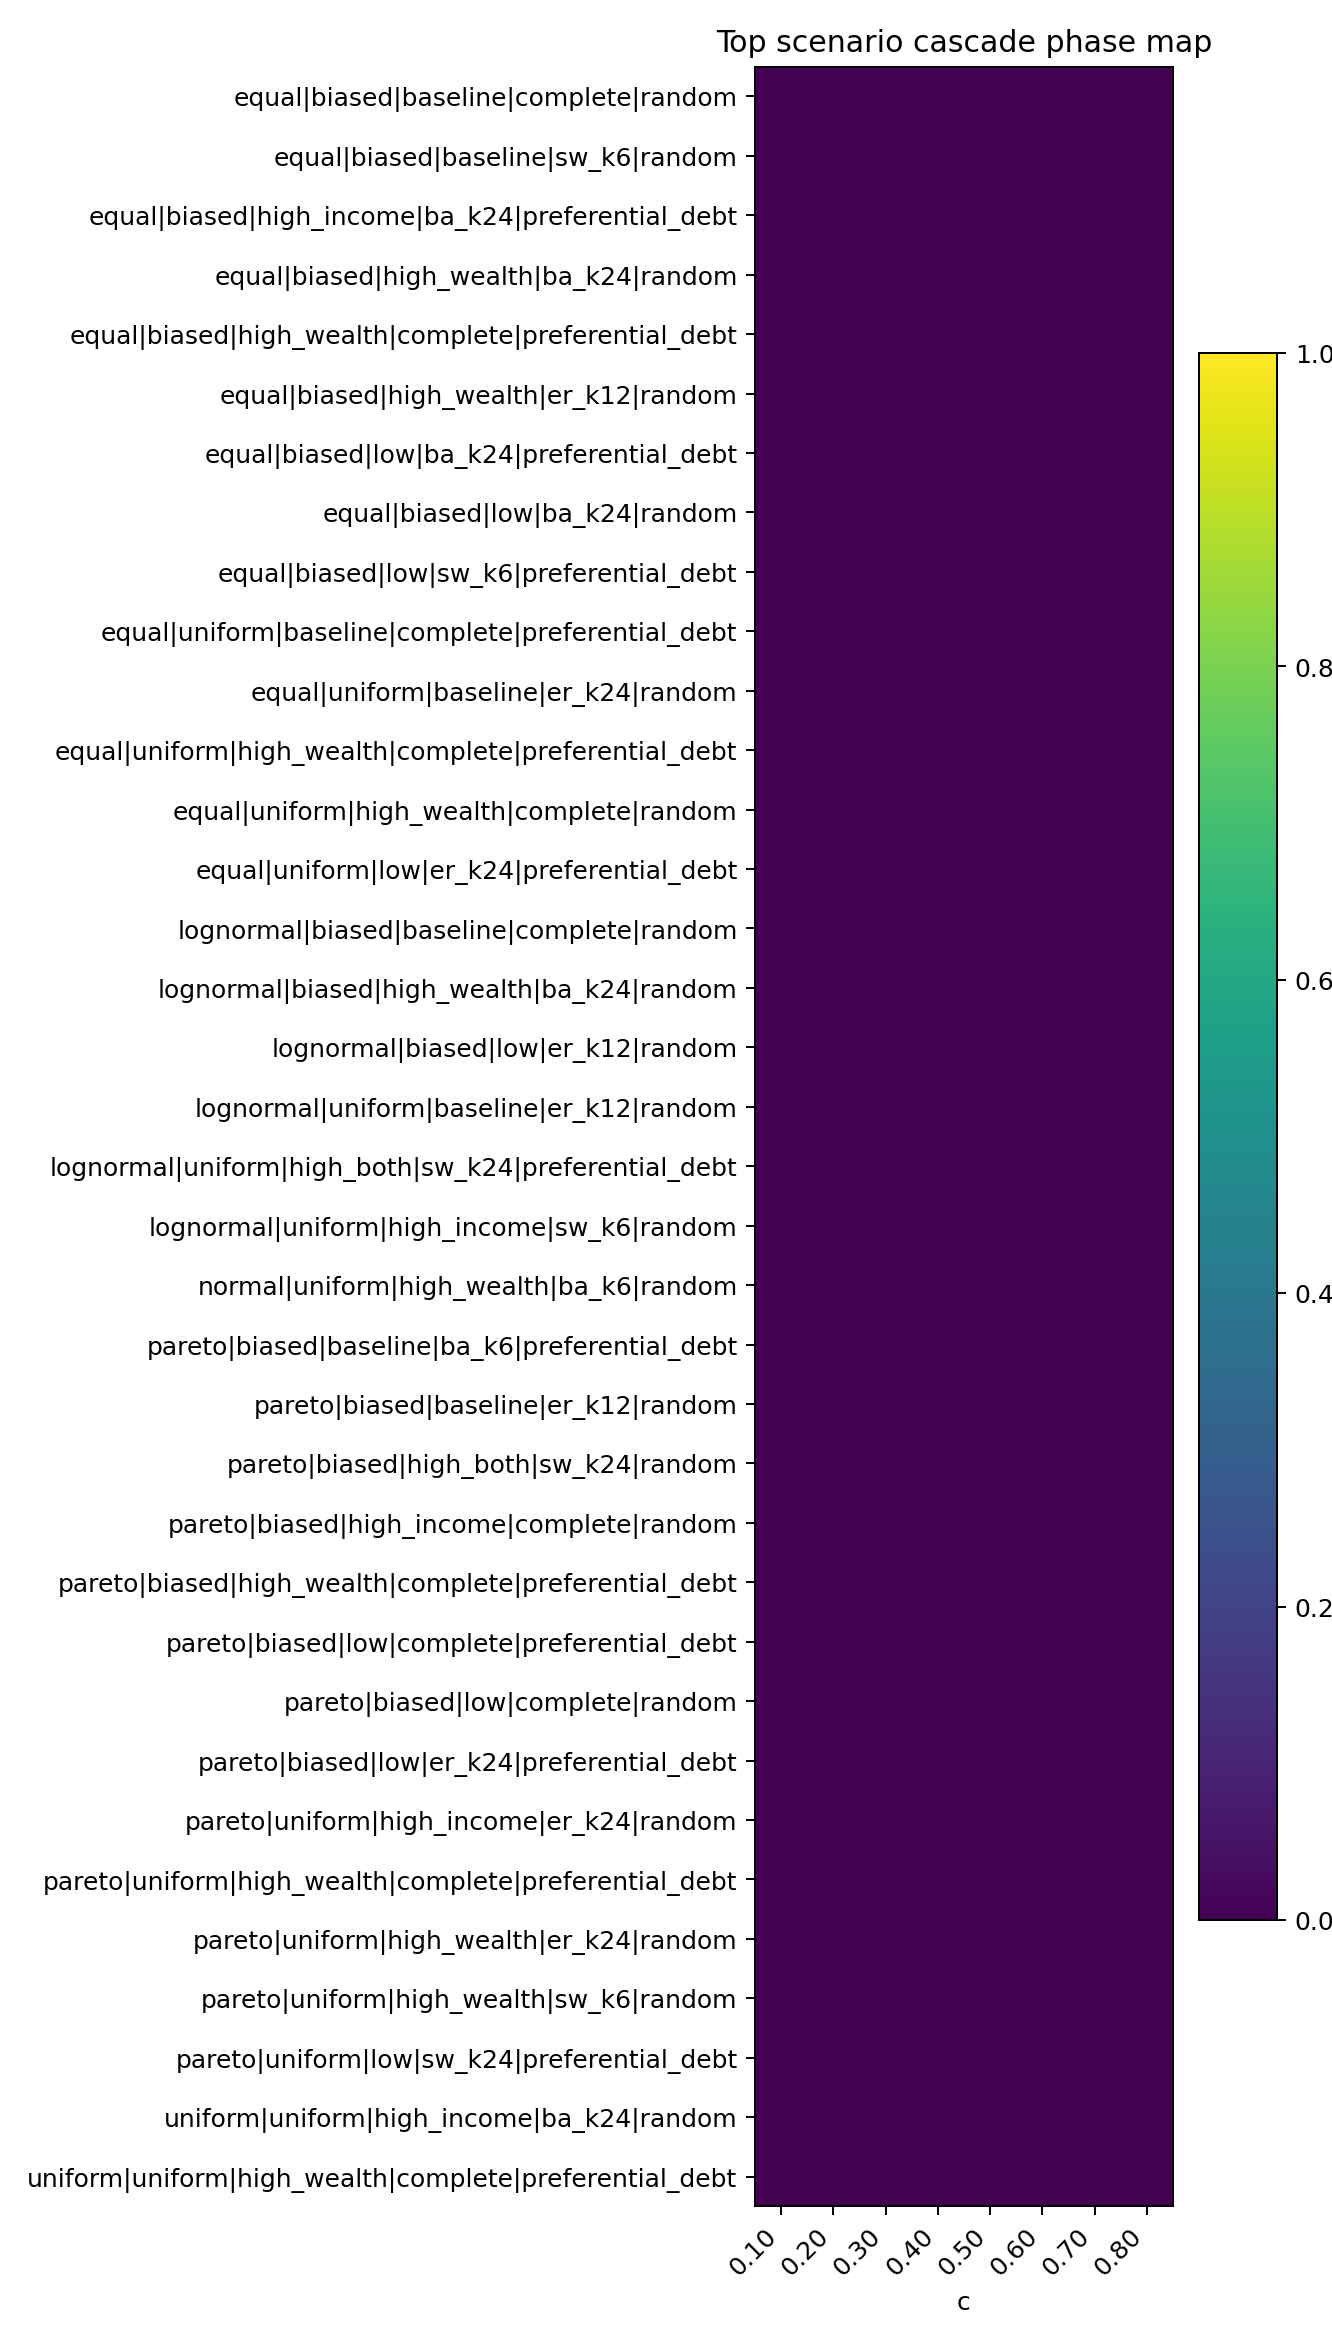 Top scenario cascade phase map
equal|biased|baseline|complete|random
equal|biased|baseline|sw_k6|random
equal|biased|high_income|ba_k24|preferential_debt
equal|biased|high_wealth|ba_k24|random
equal|biased|high_wealth|complete|preferential_debt
equal|biased|high_wealth|er_k12|random
equal|biased|low|ba_k24|preferential_debt
equal|biased|low|ba_k24|random
equal|biased|low|sw_k6|preferential_debt
equal|uniform|baseline|complete|preferential_debt
equal|uniform|baseline|er_k24|random
equal|uniform|high_wealth|complete|preferential_debt
equal|uniform|high_wealth|complete|random
equal|uniform|low|er_k24|preferential_debt
lognormal|biased|baseline|complete|random
lognormal|biased|high_wealth|ba_k24|random
lognormal|biased|low|er_k12|random
lognormal|uniform|baseline|er_k12|random
lognormal|uniform|high_both|sw_k24|preferential_debt
lognormal|uniform|high_income|sw_k6|random
normal|uniform|high_wealth|ba_k6|random
pareto|biased|baseline|ba_k6|preferential_debt
pareto|biased|baseline|er_k12|random
pareto|biased|high_both|sw_k24|random
pareto|biased|high_income|complete|random
pareto|biased|high_wealth|complete|preferential_debt
pareto|biased|low|complete|preferential_debt
pareto|biased|low|complete|random
pareto|biased|low|er_k24|preferential_debt
pareto|uniform|high_income|er_k24|random
pareto|uniform|high_wealth|complete|preferential_debt
pareto|uniform|high_wealth|er_k24|random
pareto|uniform|high_wealth|sw_k6|random
pareto|uniform|low|sw_k24|preferential_debt
uniform|uniform|high_income|ba_k24|random
uniform|uniform|high_wealth|complete|preferential_debt
0.10 0.20 0.30 0.40 0.50 0.60 0.70 0.80
c
1.0
0.8
0.6
0.4
0.2
0.0